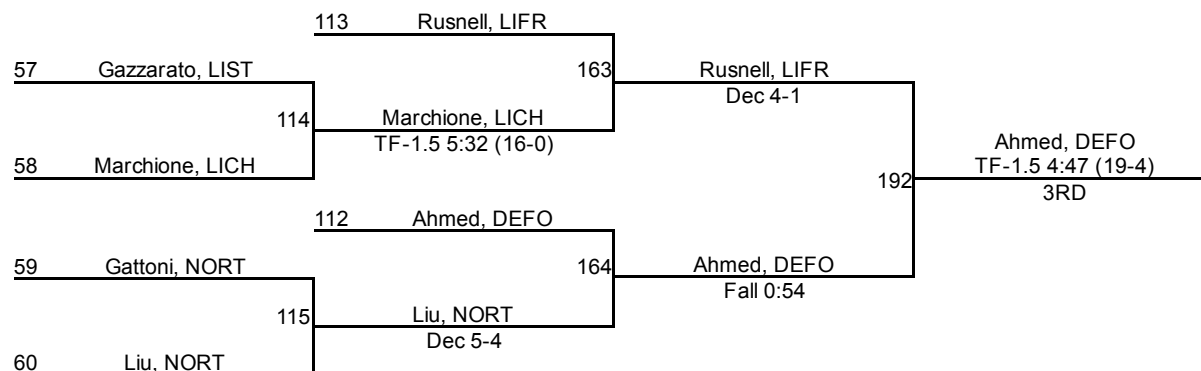 113 Rusnell, LIFR
57 Gazzarato, LIST
163 Rusnell, LIFR
Dec 4-1
114 Marchione, LICH
TF-1.5 5:32 (16-0)
58 Marchione, LICH
Ahmed, DEFO
192 TF-1.5 4:47 (19-4)
3RD
112 Ahmed, DEFO
59 Gattoni, NORT
164 Ahmed, DEFO
Fall 0:54
115 Liu, NORT
Dec 5-4
60 Liu, NORT